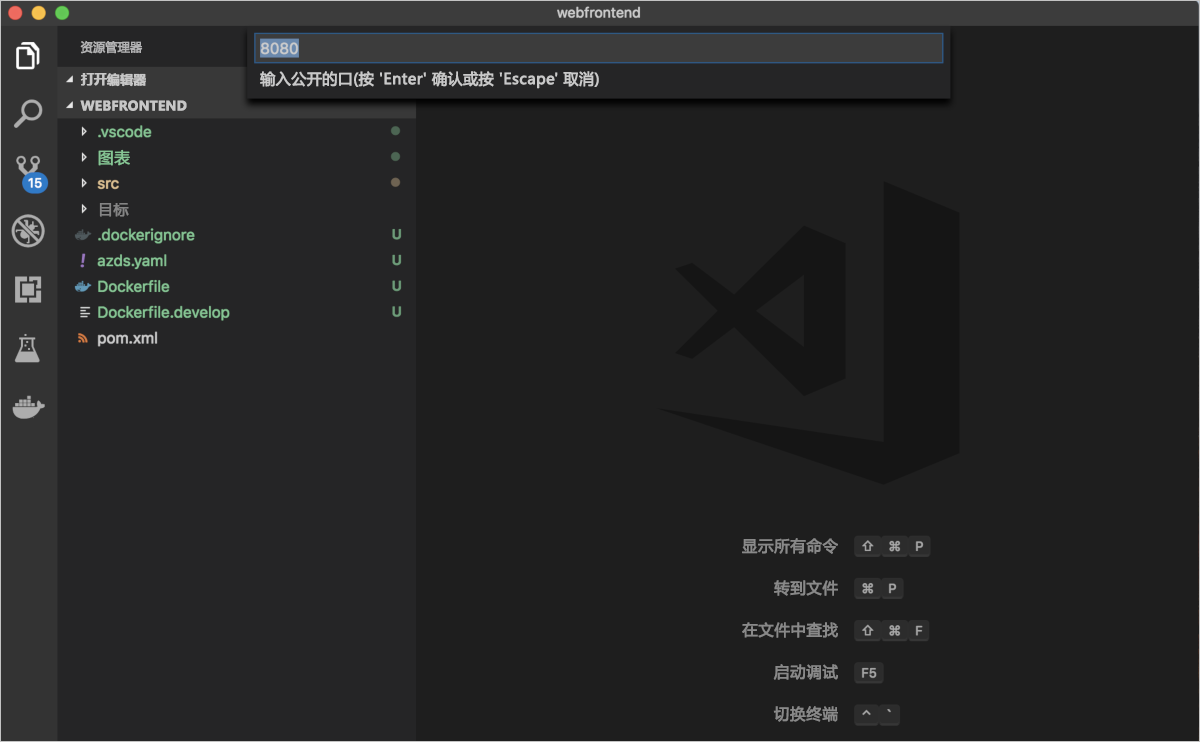 webfrontend
资源管理器
8080
输入公开的口(按 'Enter' 确认或按 'Escape' 取消)
打开编辑器
WEBFRONTEND
.vscode
图表
src
目标
.dockerignore U
azds.yaml U
Dockerfile U
Dockerfile.develop U
pom.xml
15
显示所有命令 ⇧ ⌘ P
转到文件 ⌘ P
在文件中查找 ⇧ ⌘ F
启动调试 F5
切换终端 ^ `